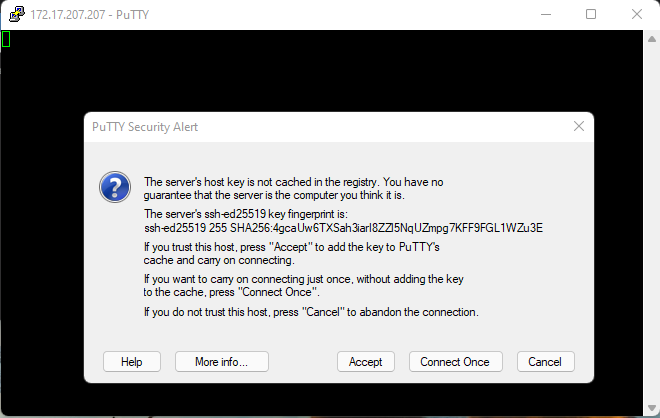 172.17.207.207 - PuTTY
PuTTY Security Alert
The server's host key is not cached in the registry. You have no
guarantee that the server is the computer you think it is.
The server's ssh-ed25519 key fingerprint is:
ssh-ed25519 255 SHA256:4gcaUw6TXSah3iarI8ZZl5NqUZmpg7KFF9FGL1WZu3E
If you trust this host, press "Accept" to add the key to PuTTY's
cache and carry on connecting.
If you want to carry on connecting just once, without adding the key
to the cache, press "Connect Once".
If you do not trust this host, press "Cancel" to abandon the connection.
Help
More info...
Accept
Connect Once
Cancel